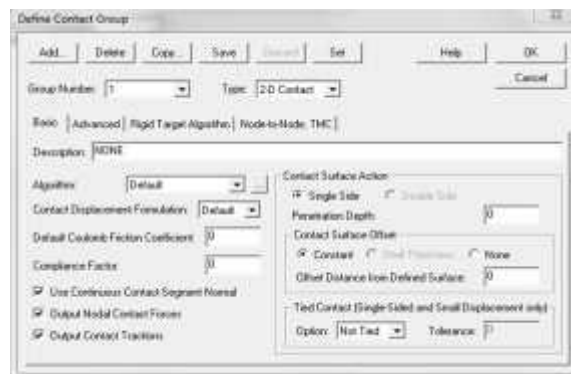 Define Contact Group
Add... Delete Copy... Save Discard Set Help OK
Cancel
Group Number: 1 Type: 2-D Contact
Basic Advanced Rigid Target Algorithm Node-to-Node, TMC
Description: NONE
Algorithm: Default ...
Contact Displacement Formulation: Default
Default Coulomb Friction Coefficient: 0
Compliance Factor: 0
Use Continuous Contact Segment Normal
Output Nodal Contact Forces
Output Contact Tractions
Contact Surface Action
Single Side Double Side
Penetration Depth: 0
Contact Surface Offset
Constant None
Offset Distance from Defined Surface: 0
Tied Contact (Single-Sided and Small Displacement only)
Option: Not Tied Tolerance: 0